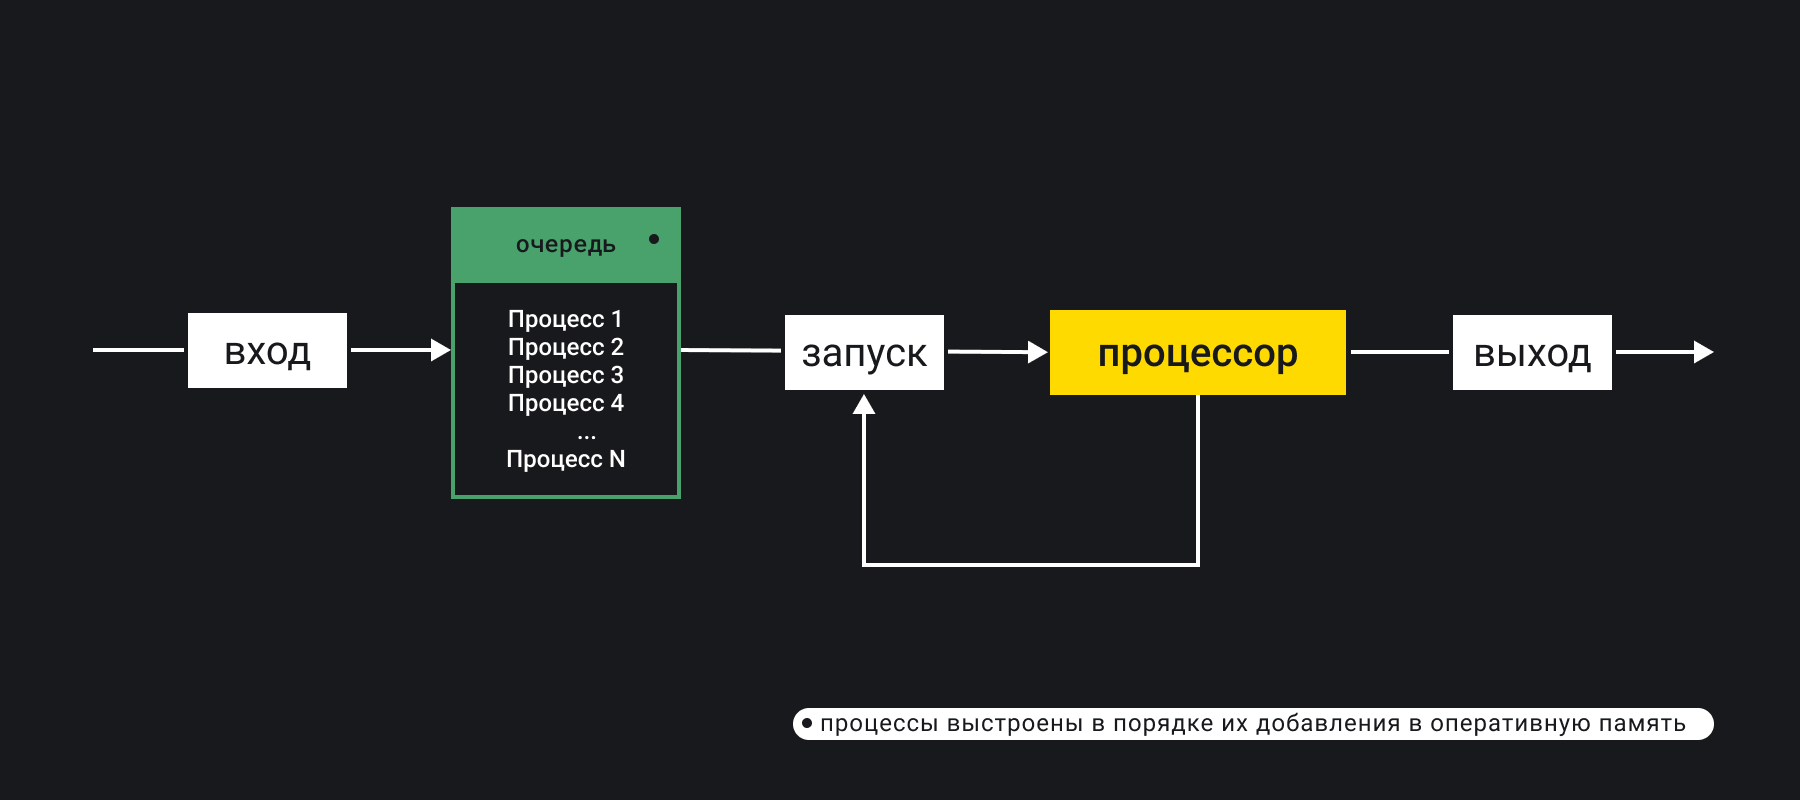 вход
очередь
Процесс 1
Процесс 2
Процесс 3
Процесс 4
...
Процесс N
запуск
процессор
выход
• процессы выстроены в порядке их добавления в оперативную память